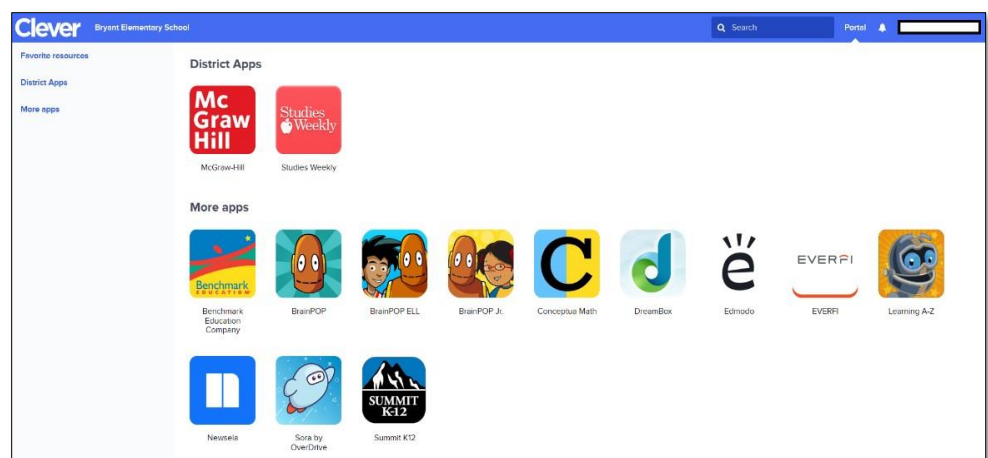 Clever Bryant Elementary School Search Portal
Favorite resources
District Apps
More apps
District Apps
Mc
Graw
Hill
Studies
Weekly
McGraw-Hill Studies Weekly
More apps
Benchmark
EDUCATION
C
d
ë
EVERFI
Benchmark
Education
Company
BrainPOP BrainPOP ELL BrainPOP Jr. Conceptua Math DreamBox Edmodo EVERFI Learning A-Z
SUMMIT
K-12
Newsela
Sora by
OverDrive
Summit K12